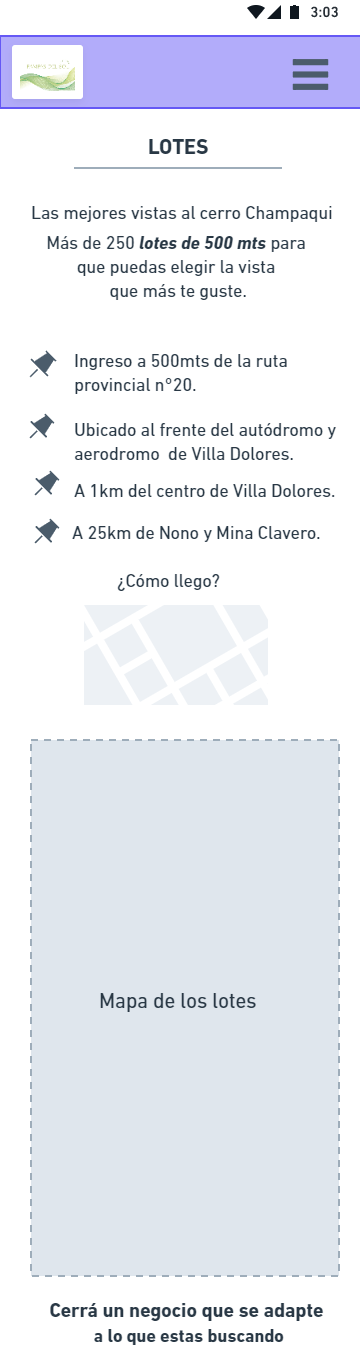 3:03
LOTES
Las mejores vistas al cerro Champaqui
Más de 250 lotes de 500 mts para
que puedas elegir la vista
que más te guste.
Ingreso a 500mts de la ruta
provincial n°20.
Ubicado al frente del autódromo y
aerodromo de Villa Dolores.
A 1km del centro de Villa Dolores.
A 25km de Nono y Mina Clavero.
¿Cómo llego?
Mapa de los lotes
Cerrá un negocio que se adapte
a lo que estas buscando